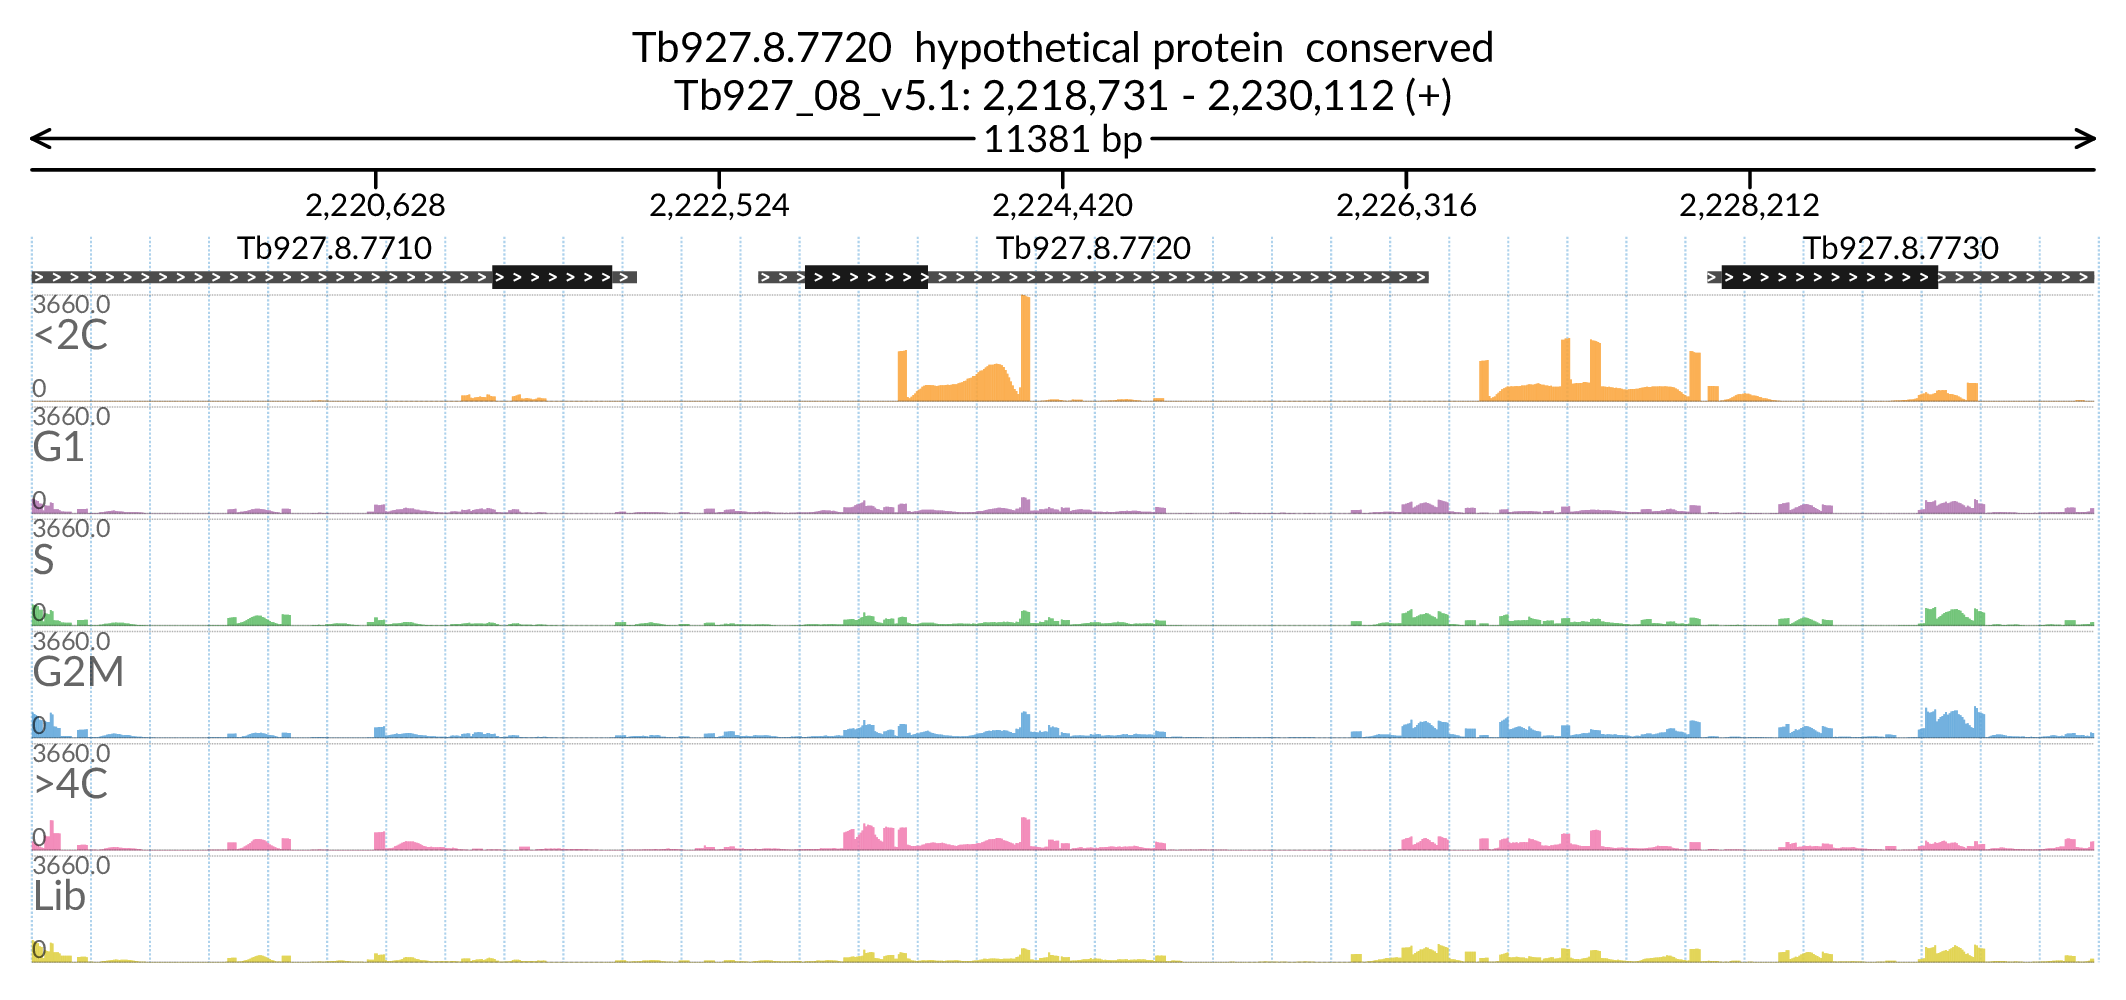 Tb927.8.7720 hypothetical protein conserved
Tb927_08_v5.1: 2,218,731 - 2,230,112 (+)
11381 bp
2,220,628 2,222,524 2,224,420 2,226,316 2,228,212
Tb927.8.7710 Tb927.8.7720 Tb927.8.7730
3660.0
<2C
0
3660.0
G1
0
3660.0
S
0
3660.0
G2M
0
3660.0
>4C
0
3660.0
Lib
0